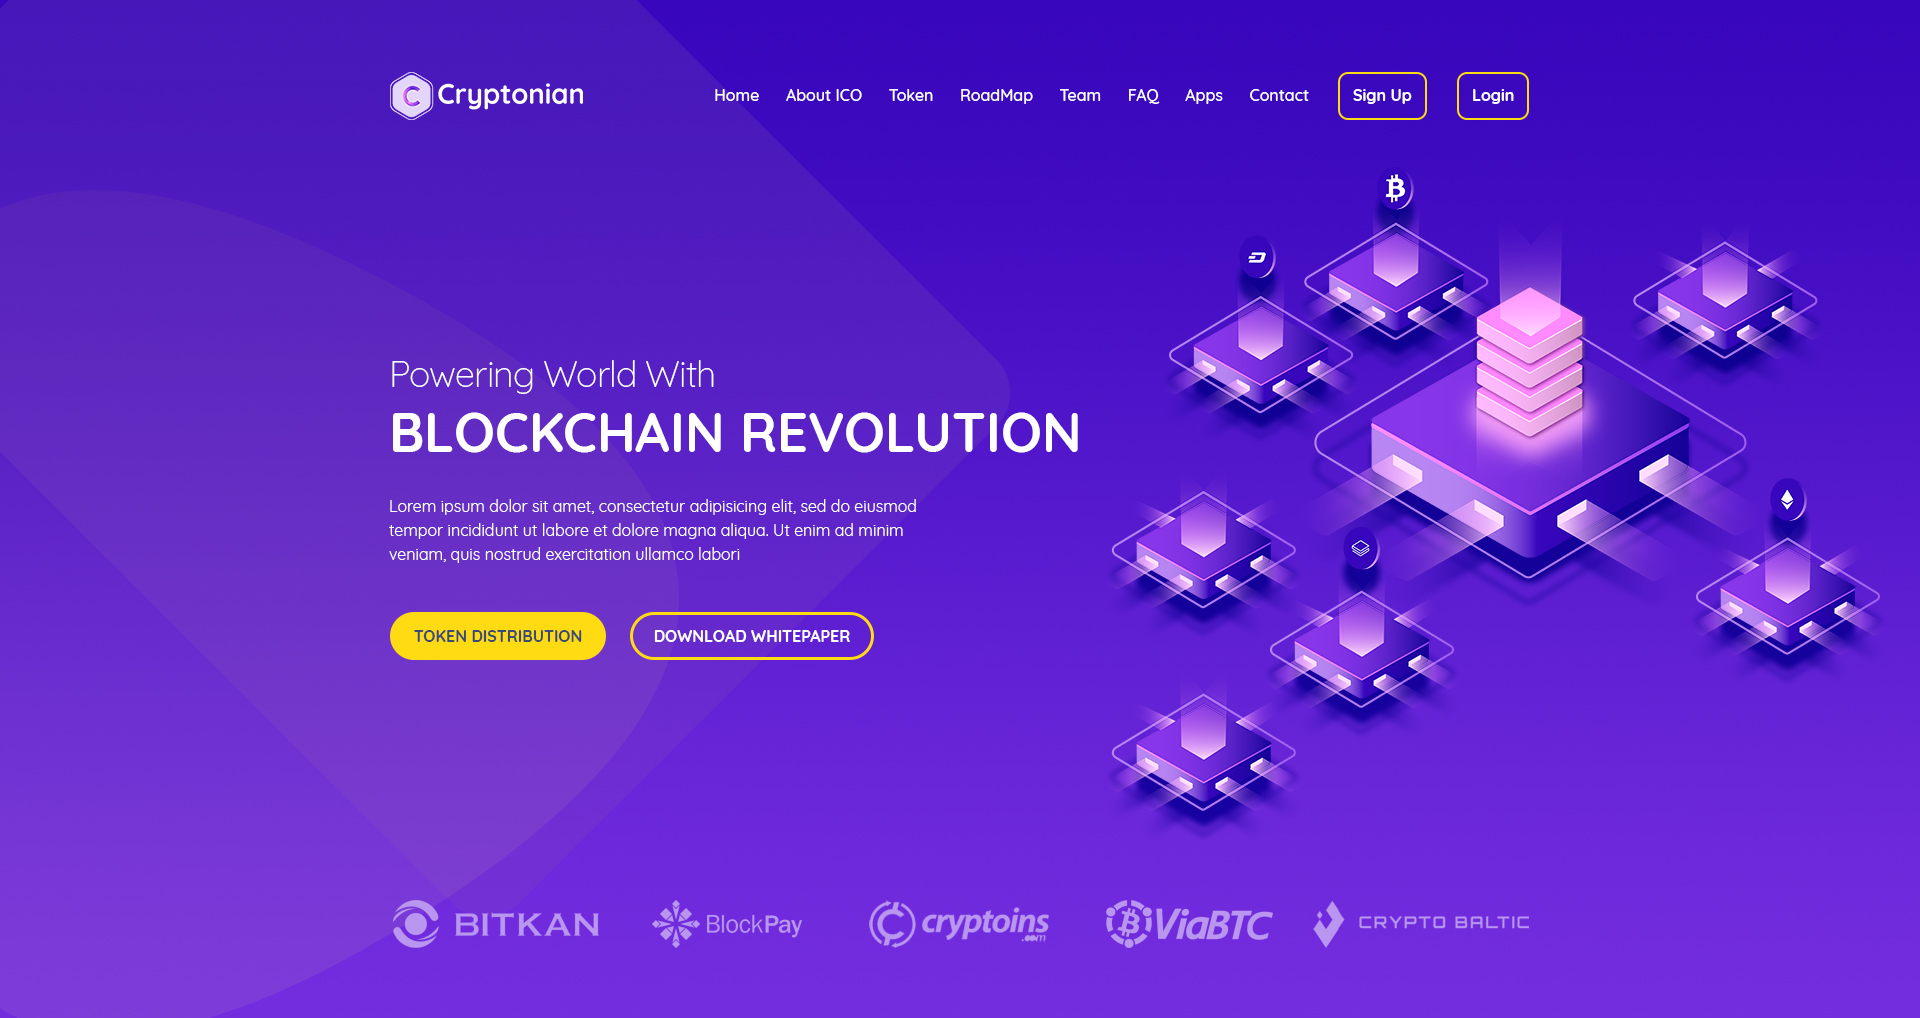 Cryptonian
Home About ICO Token RoadMap Team FAQ Apps Contact Sign Up Login
Powering World With
BLOCKCHAIN REVOLUTION
Lorem ipsum dolor sit amet, consectetur adipisicing elit, sed do eiusmod
tempor incididunt ut labore et dolore magna aliqua. Ut enim ad minim
veniam, quis nostrud exercitation ullamco labori
TOKEN DISTRIBUTION DOWNLOAD WHITEPAPER
BITKAN BlockPay cryptoins.com ViaBTC CRYPTO BALTIC